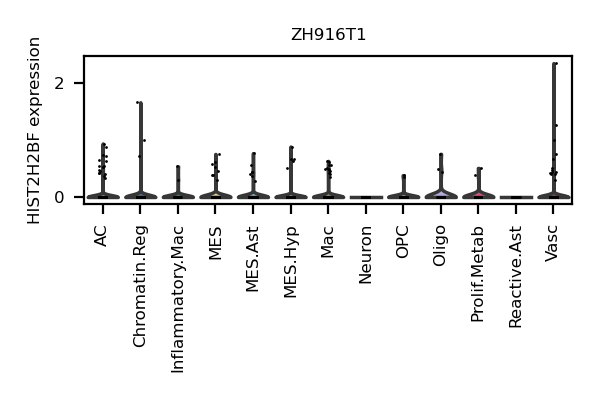 ZH916T1
HIST2H2BF expression
2
0
AC
Chromatin.Reg
Inflammatory.Mac
MES
MES.Ast
MES.Hyp
Mac
Neuron
OPC
Oligo
Prolif.Metab
Reactive.Ast
Vasc